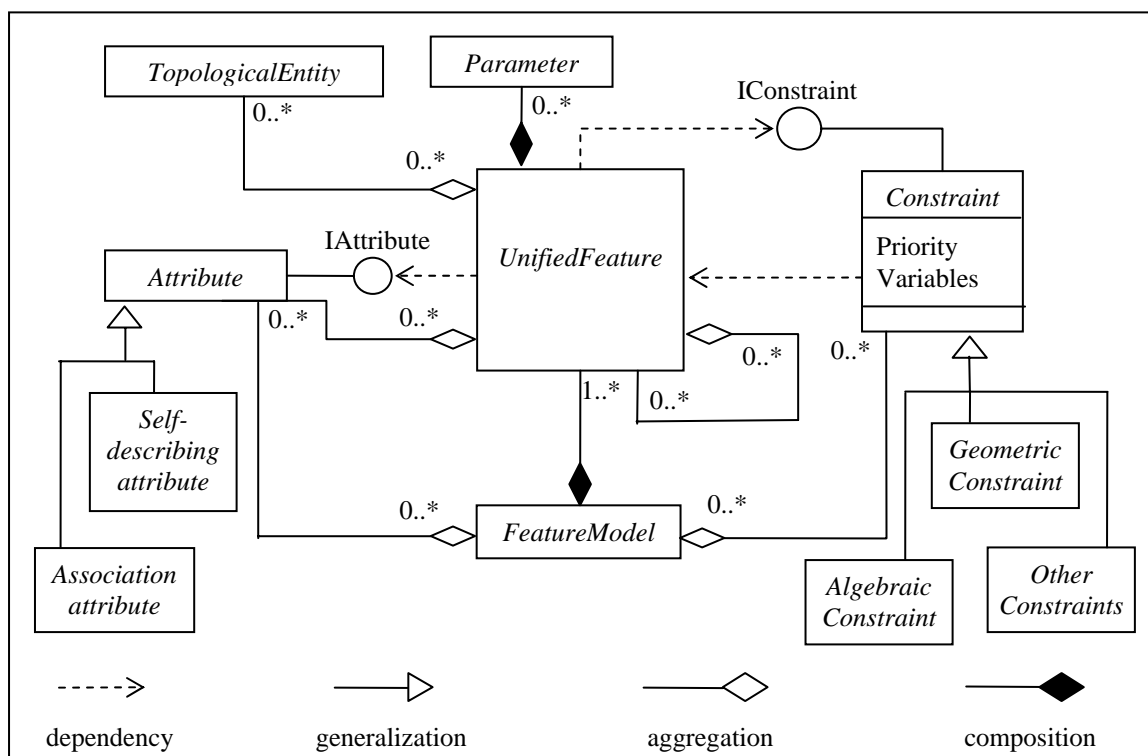 TopologicalEntity
Parameter
IConstraint
0..*
0..*
0..*
Constraint
IAttribute
UnifiedFeature
Priority
Attribute
Variables
0..*
0..*
0..*
0..*
1..*
0..*
Self-
describing
attribute
Geometric
Constraint
0..*
0..*
FeatureModel
Association
attribute
Algebraic
Constraint
Other
Constraints
dependency
generalization
aggregation
composition